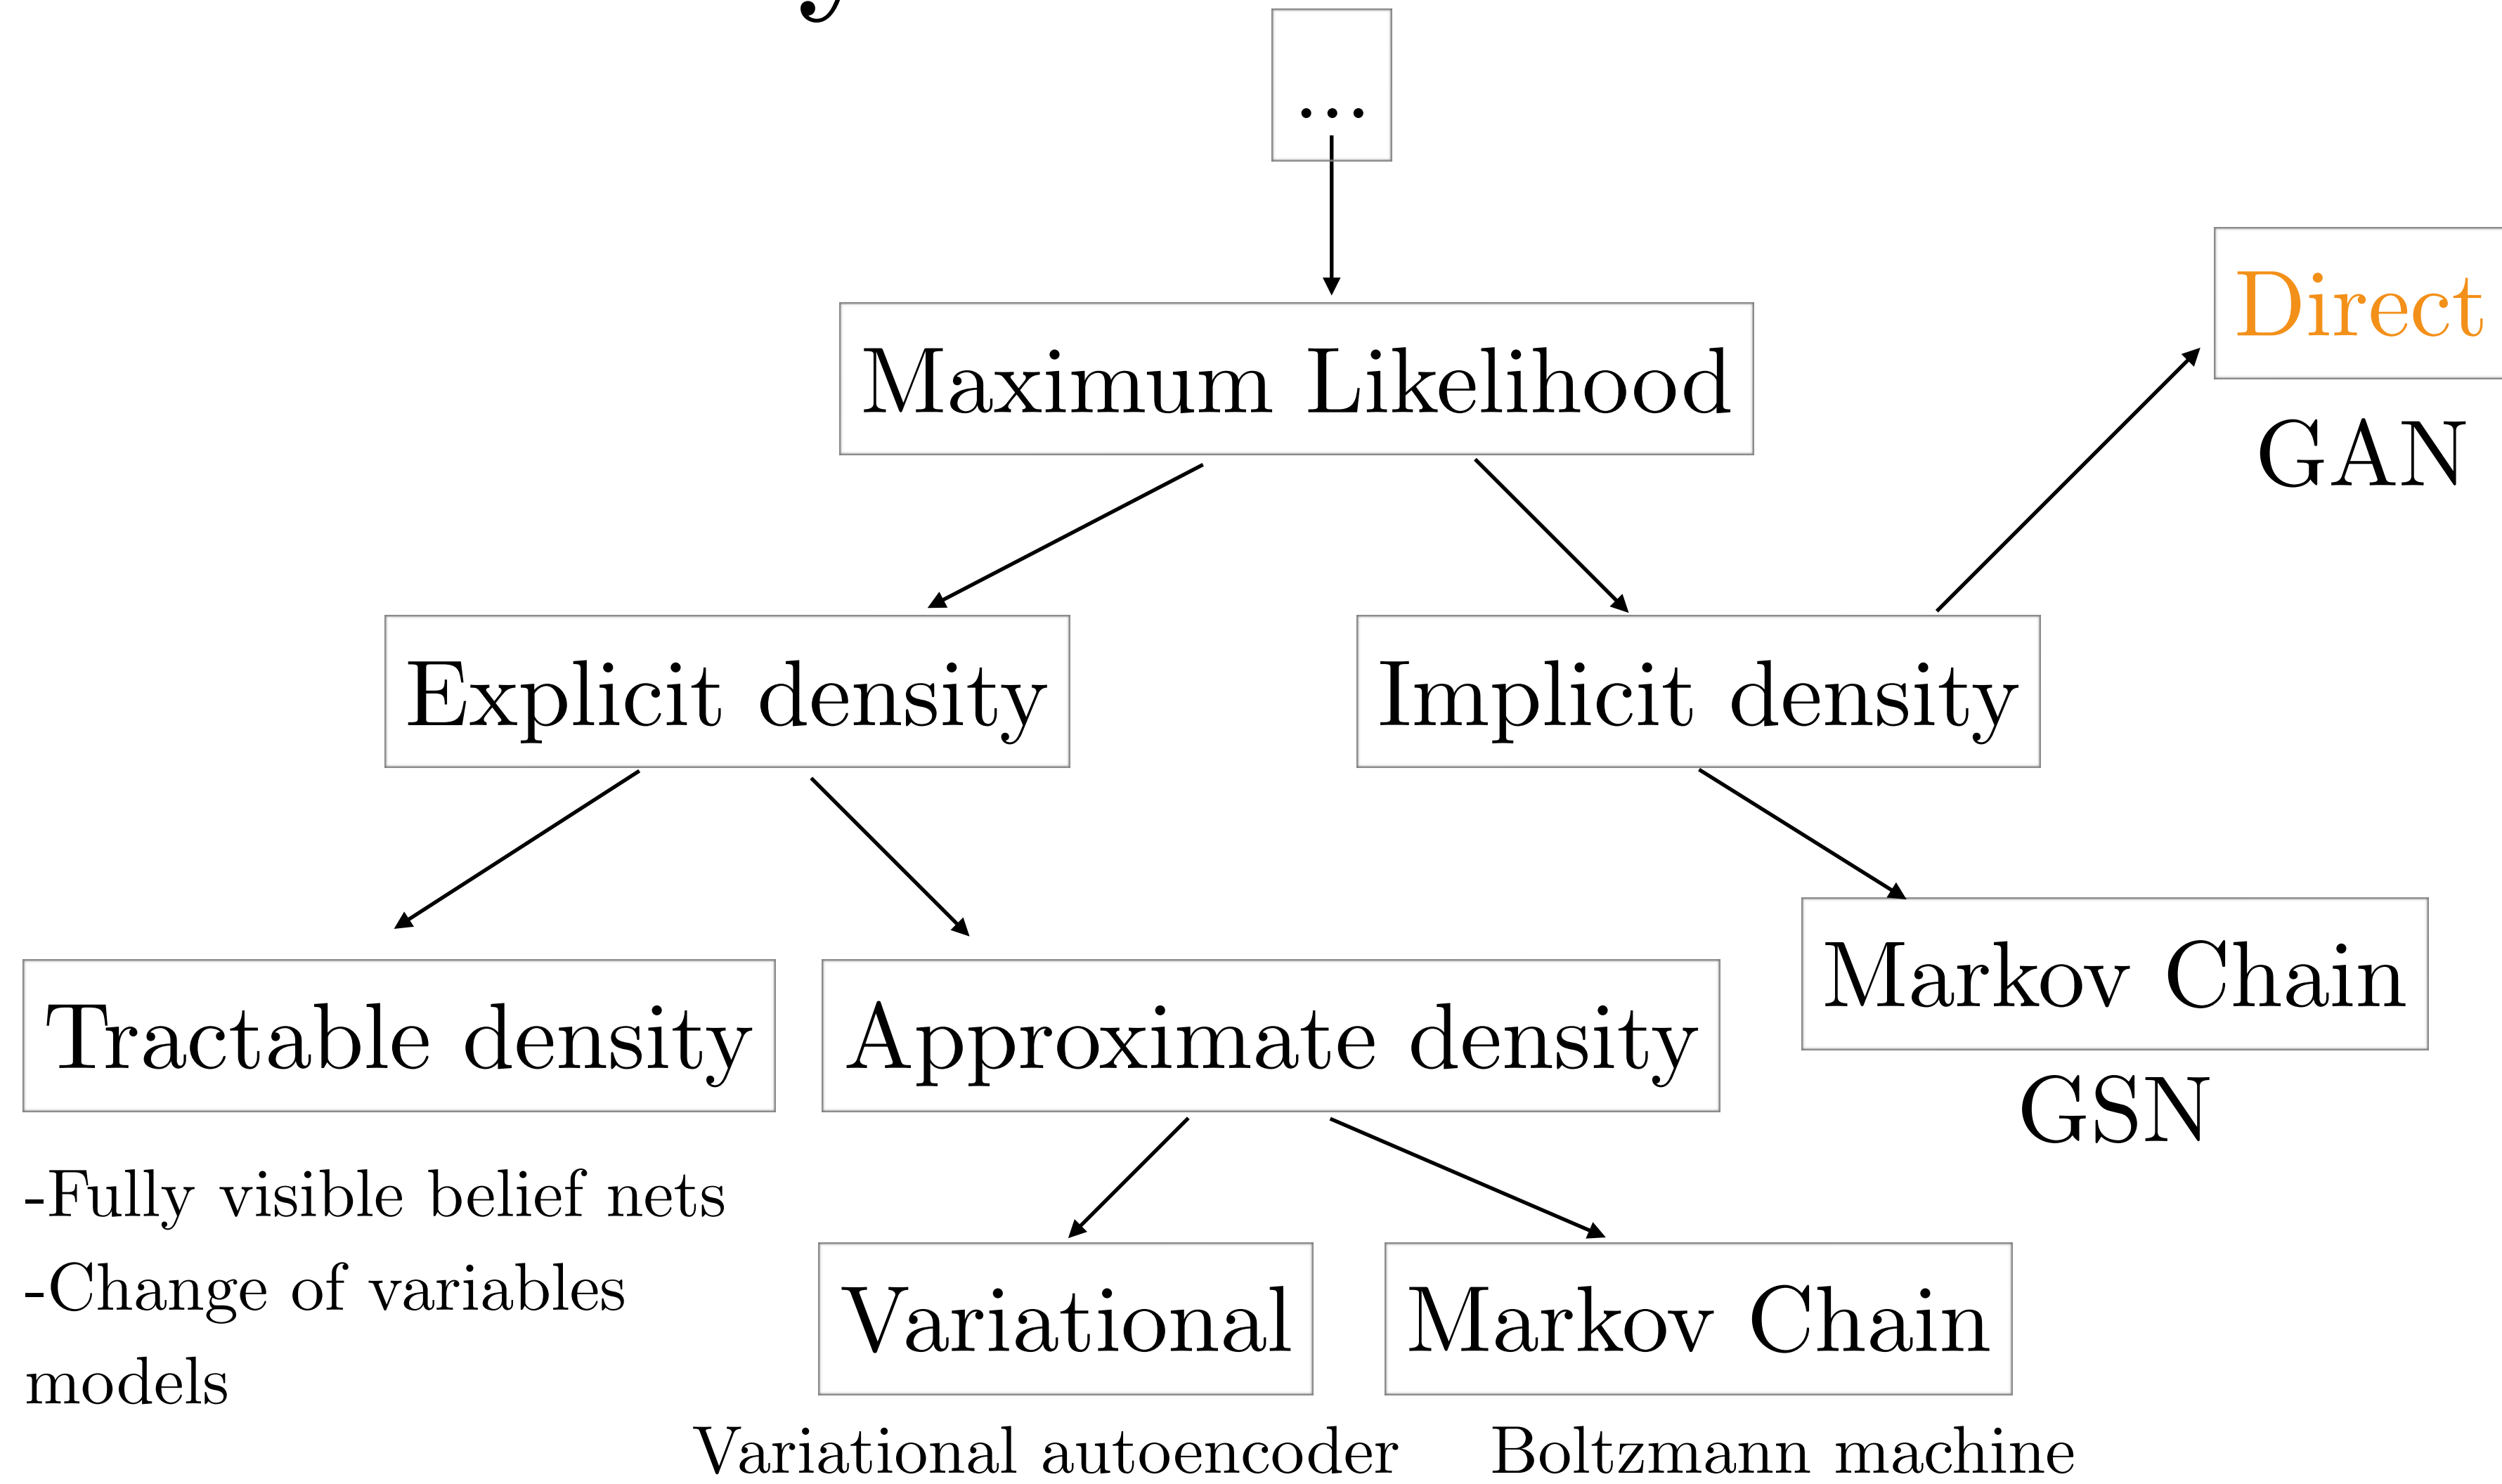 ...
Direct
Maximum Likelihood
GAN
Explicit density
Implicit density
Markov Chain
Tractable density
Approximate density
GSN
-Fully visible belief nets
-Change of variables
models
Variational
Markov Chain
Variational autoencoder
Boltzmann machine